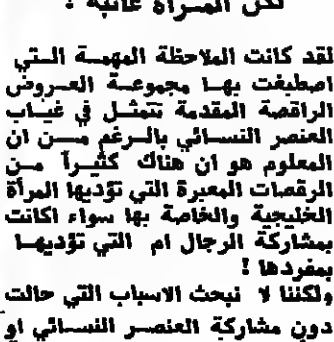 لكن المرأة غائبة !
لقد كانت الملاحظة المهمة التي
اصطبغت بها مجموعة العروض
الراقصة المقدمة تتمثل في غياب
العنصر النسائي بالرغم من ان
المعلوم هو ان هناك كثيراً من
الرقصات المعبرة التي تؤديها المرأة
الخليجية والخاصة بها سواء اكانت
بمشاركة الرجال ام التي تؤديها
بمفردها !
ولكننا لا نبحث الاسباب التي حالت
دون مشاركة العنصر النسائي او